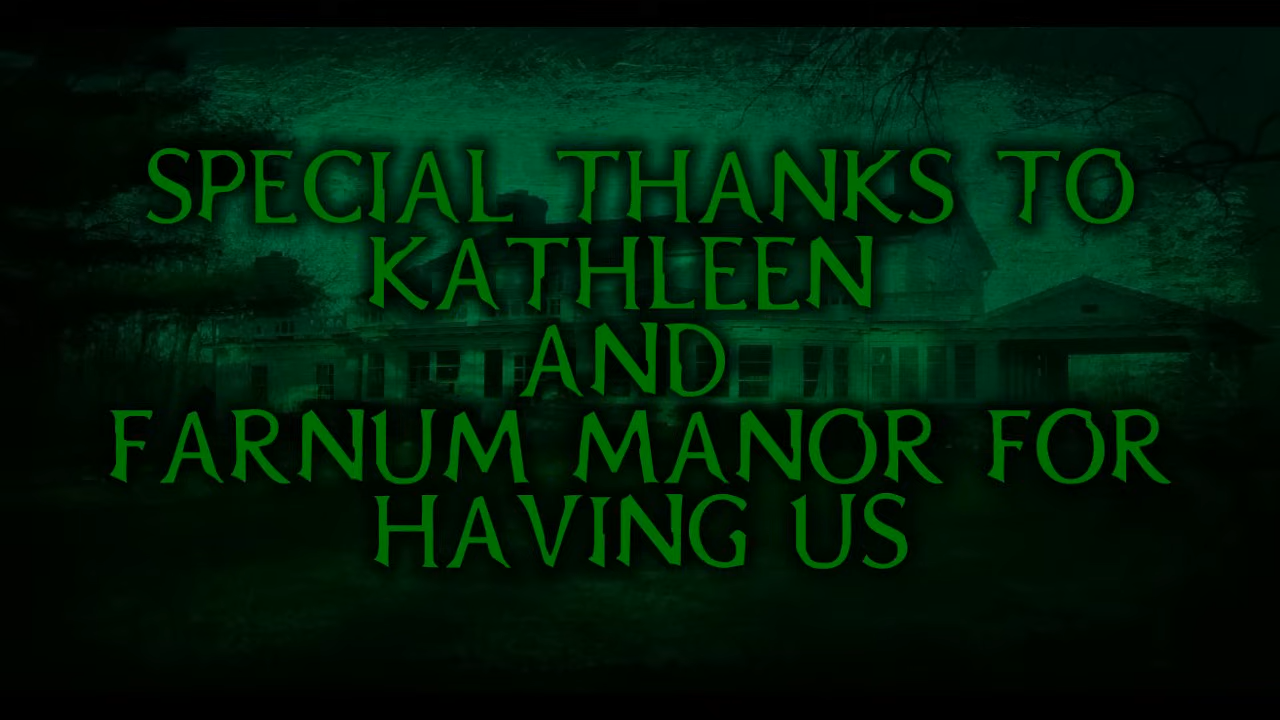 SPECIAL THANKS TO
KATHLEEN
AND
FARNUM MANOR FOR
HAVING US